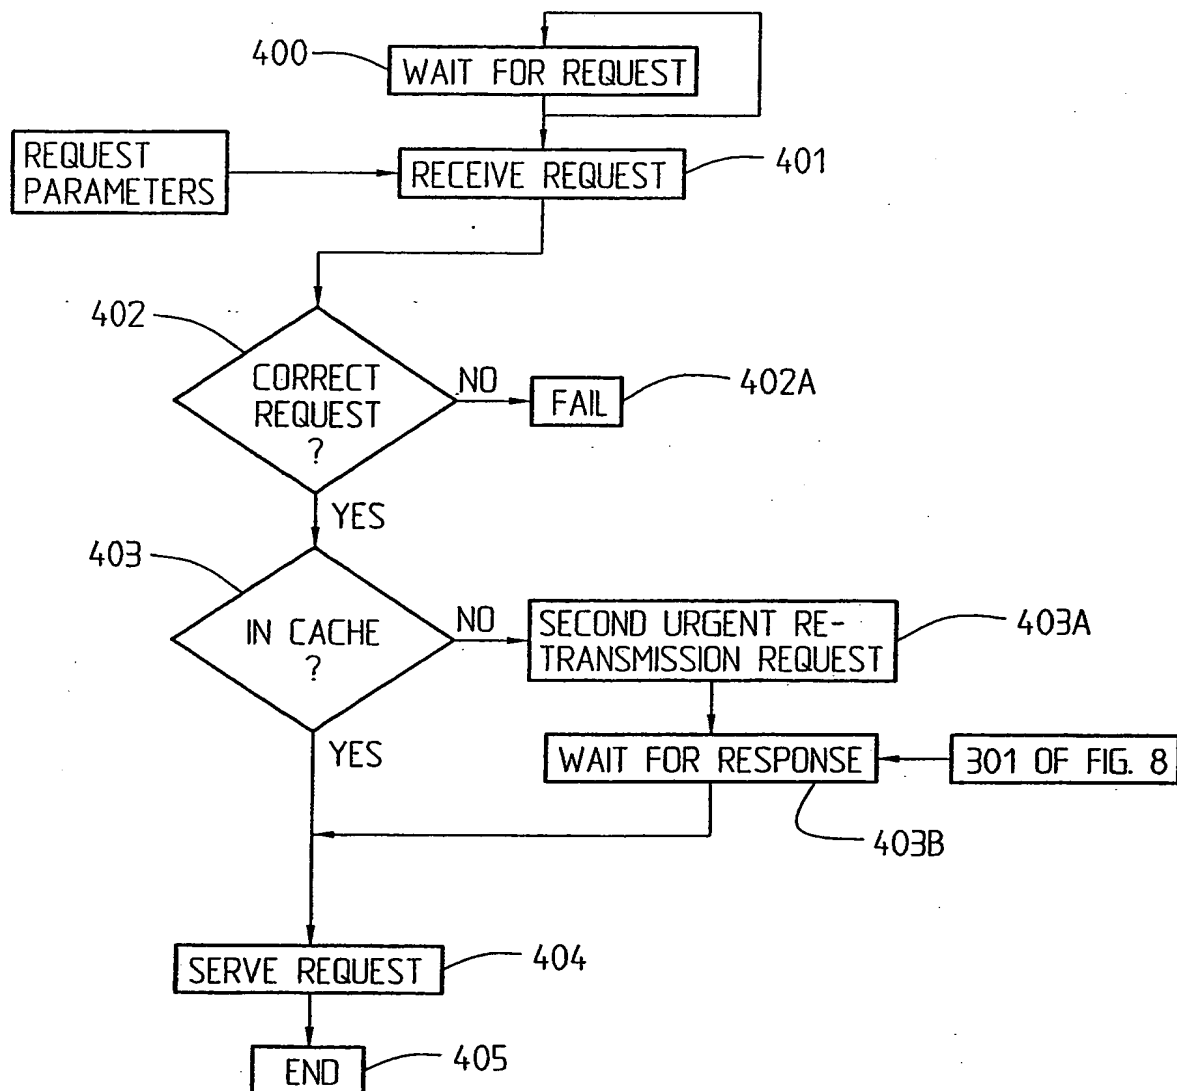 400
WAIT FOR REQUEST
REQUEST
PARAMETERS
RECEIVE REQUEST
401
402
CORRECT
REQUEST
?
NO
FAIL
402A
YES
403
IN CACHE
?
NO
SECOND URGENT RE-
TRANSMISSION REQUEST
403A
YES
WAIT FOR RESPONSE
301 OF FIG. 8
403B
SERVE REQUEST
404
END
405